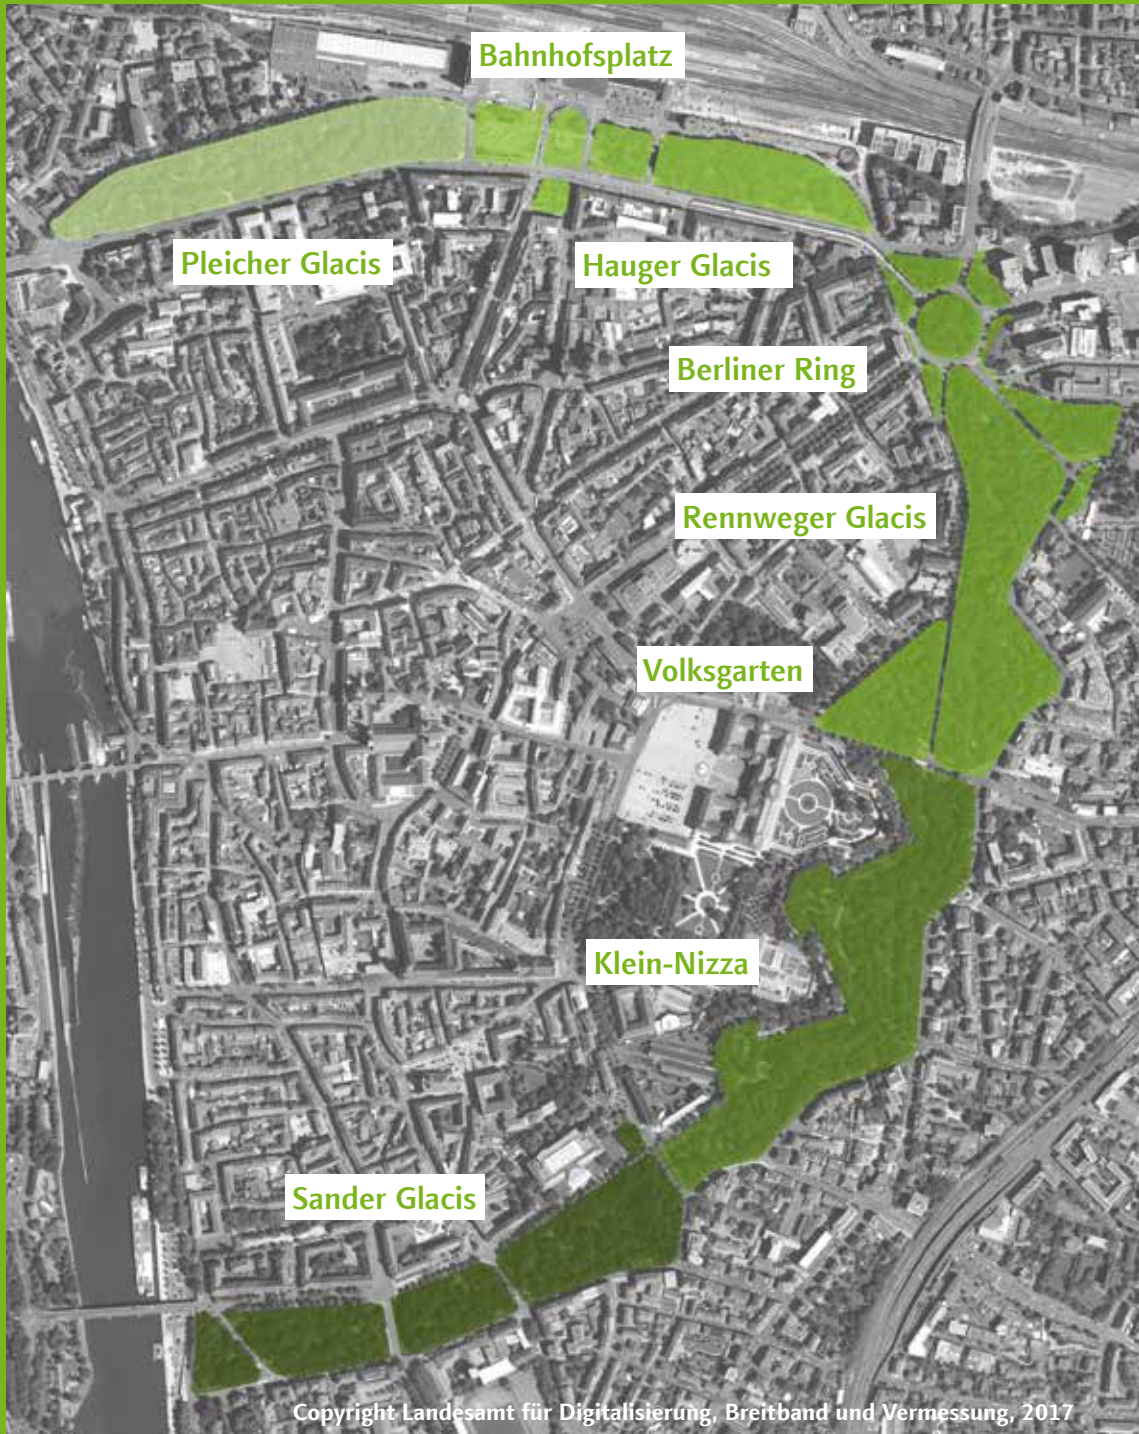 Bahnhofsplatz
Pleicher Glacis
Hauger Glacis
Berliner Ring
Rennweger Glacis
Volksgarten
Klein-Nizza
Sander Glacis
Copyright Landesamt für Digitalisierung, Breitband und Vermessung, 2017